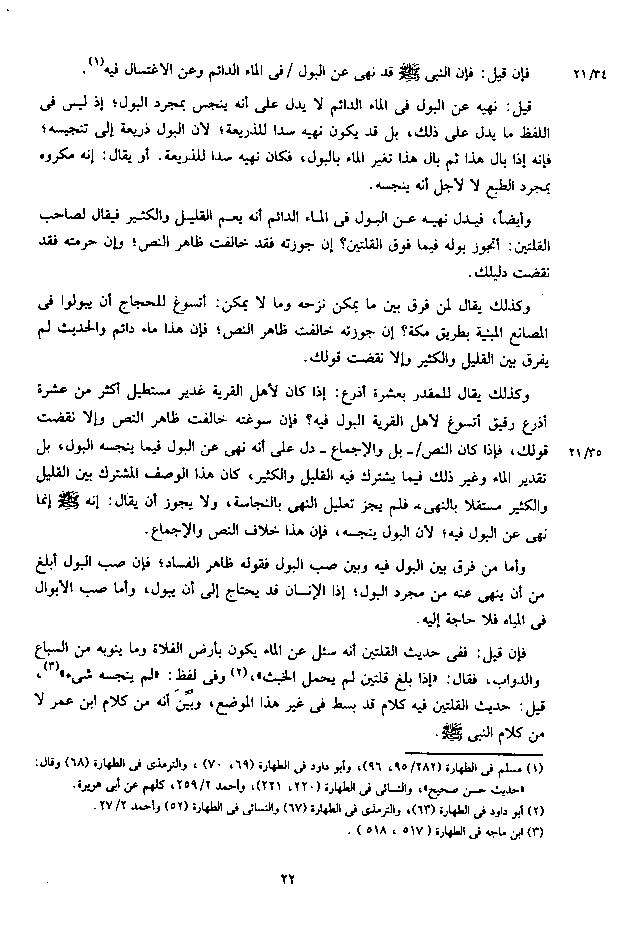 ٢١/٣٤ فإن قيل: فإن النبى ﷺ قد نهى عن البول / فى الماء الدائم وعن الاغتسال فيه(١).
قيل: نهيه عن البول فى الماء الدائم لا يدل على أنه ينجس بمجرد البول؛ إذ ليس فى
اللفظ ما يدل على ذلك، بل قد يكون نهيه سدا للذريعة؛ لأن البول ذريعة إلى تنجيسه؛
فإنه إذا بال هذا ثم بال هذا تغير الماء بالبول، فكان نهيه سدا للذريعة. أو يقال: إنه مكروه
بمجرد الطبع لا لأجل أنه ينجسه.
وأيضاً، فيدل نهيه عن البول فى الماء الدائم أنه يعم القليل والكثير فيقال لصاحب
القلتين: أتجوز بوله فيما فوق القلتين؟ إن جوزته فقد خالفت ظاهر النص؛ وإن حرمته فقد
نقضت دليلك.
وكذلك يقال لمن فرق بين ما يمكن نزحه وما لا يمكن: أتسوغ للحجاج أن يبولوا فى
المصانع المبنية بطريق مكة؟ إن جوزته خالفت ظاهر النص؛ فإن هذا ماء دائم والحديث لم
يفرق بين القليل والكثير وإلا نقضت قولك.
وكذلك يقال للمقدر بعشرة أذرع: إذا كان لأهل القرية غدير مستطيل أكثر من عشرة
أذرع رقيق أتسوغ لأهل القرية البول فيه؟ فإن سوغته خالفت ظاهر النص وإلا نقضت
٢١/٣٥ قولك، فإذا كان النص/ ـ بل والإجماع ـ دل على أنه نهى عن البول فيما ينجسه البول، بل
تقدير الماء وغير ذلك فيما يشترك فيه القليل والكثير، كان هذا الوصف المشترك بين القليل
والكثير مستقلا بالنهى، فلم يجز تعليل النهى بالنجاسة، ولا يجوز أن يقال: إنه ﷺ إنما
نهى عن البول فيه؛ لأن البول ينجسه، فإن هذا خلاف النص والإجماع.
وأما من فرق بين البول فيه وبين صب البول فقوله ظاهر الفساد؛ فإن صب البول أبلغ
من أن ينهى عنه من مجرد البول؛ إذا الإنسان قد يحتاج إلى أن يبول، وأما صب الأبوال
فى المياه فلا حاجة إليه.
فإن قيل: ففى حديث القلتين أنه سئل عن الماء يكون بأرض الفلاة وما ينوبه من السباع
والدواب، فقال: «إذا بلغ قلتين لم يحمل الخبث»،(٢) وفى لفظ: «لم ينجسه شىء»(٣)،
قيل: حديث القلتين فيه كلام قد بسط فى غير هذا الموضع، وبُيِّنَ أنه من كلام ابن عمر لا
من كلام النبى ﷺ.
(١) مسلم فى الطهارة (٩٥/٢٨٢، ٩٦)، وأبو داود فى الطهارة (٦٩، ٧٠) ، والترمذى فى الطهارة (٦٨) وقال:
«حديث حسن صحيح»، والنسائى فى الطهارة (٢٢٠، ٢٢١)، وأحمد ٢٥٩/٢، كلهم عن أبى هريرة.
(٢) أبو داود فى الطهارة (٦٣)، والترمذى فى الطهارة (٦٧) والنسائى فى الطهارة (٥٢) وأحمد ٢٧/٢ .
(٣) ابن ماجه فى الطهارة ( ٥١٧ ، ٥١٨ ) .
٢٢